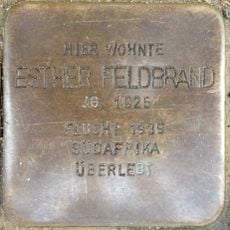 HIER WOHNTE
ESTHER FELDBRAND
JG. 1925
FLUCHT 1939
SÜDAFRIKA
ÜBERLEBT